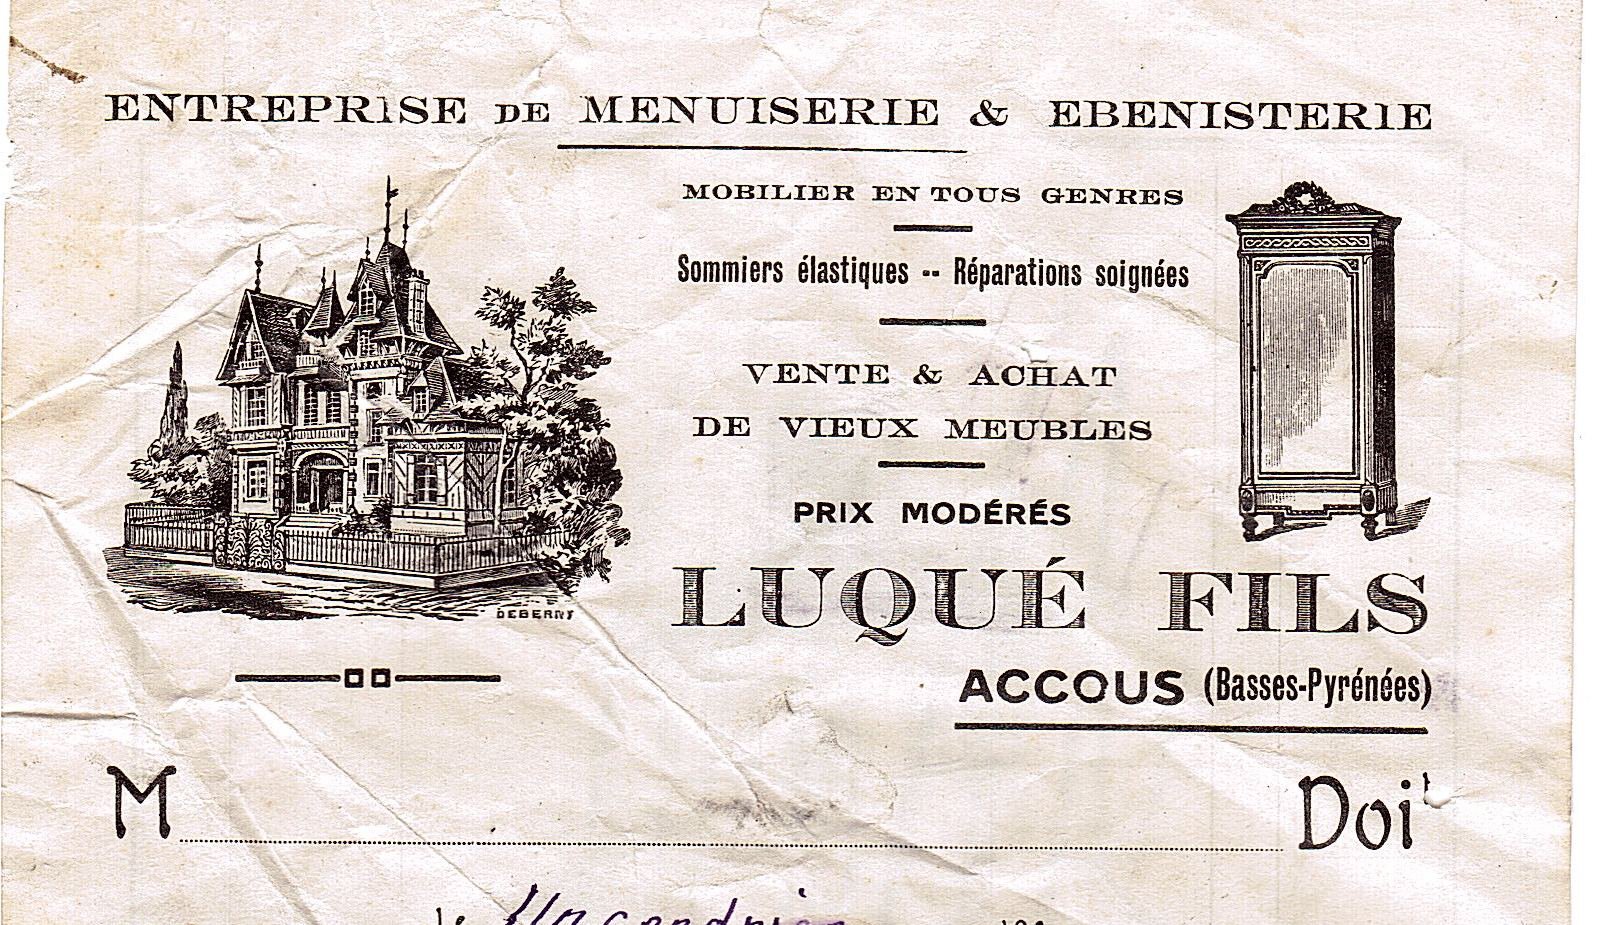 ENTREPRISE DE MENUISERIE & EBENISTERIE
MOBILIER EN TOUS GENRES
Sommiers élastiques -- Réparations soignées
VENTE & ACHAT
DE VIEUX MEUBLES
PRIX MODÉRÉS
LUQUÉ FILS
ACCOUS (Basses-Pyrénées)
DEBERNY
M Doit